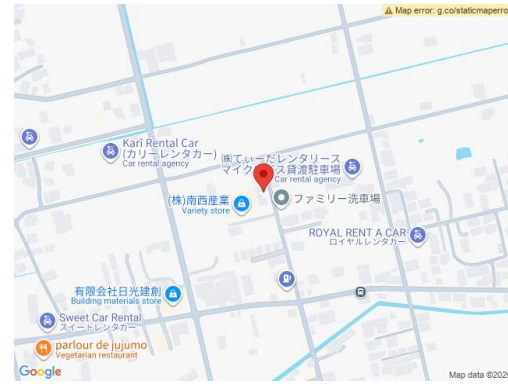 Map error: g.co/staticmaperro
Kari Rental Car
(カリーレンタカー)
Car rental agency
(株)てぃーだレンタリース
マイク
ス貸渡駐車場
Car rental agency
(株)南西産業
Variety store
ファミリー洗車場
ROYAL RENT A CAR
ロイヤルレンタカー
有限会社日光建創
Building materials store
Sweet Car Rental
スイートレンタカー
parlour de jujumo
Vegetarian restaurant
Google
Map data ©2026